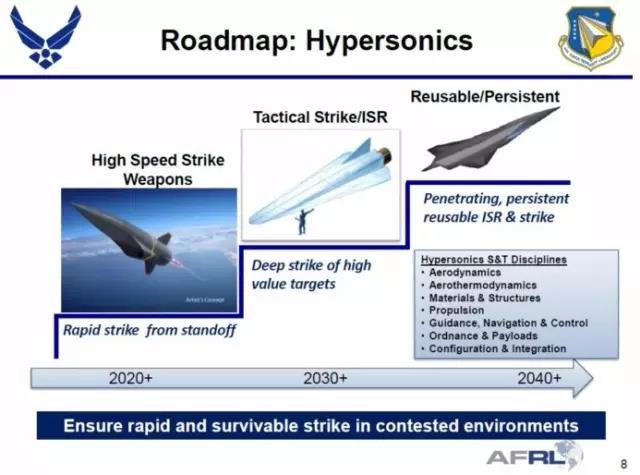 Roadmap: Hypersonics
Reusable/Persistent
Tactical Strike/ISR
High Speed Strike
Weapons
Artist's Concept
Penetrating, persistent
reusable ISR & strike
Deep strike of high
value targets
Rapid strike from standoff
Hypersonics S&T Disciplines
• Aerodynamics
• Aerothermodynamics
• Materials & Structures
• Propulsion
• Guidance, Navigation & Control
• Ordnance & Payloads
• Configuration & Integration
2020+ 2030+ 2040+
Ensure rapid and survivable strike in contested environments
AFRL
8